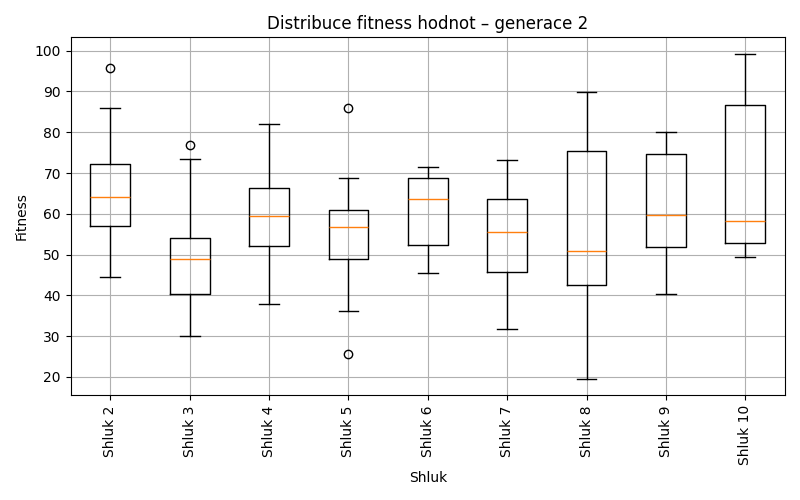 Distribuce fitness hodnot – generace 2
Fitness
100
90
80
70
60
50
40
30
20
Shluk 2
Shluk 3
Shluk 4
Shluk 5
Shluk 6
Shluk 7
Shluk 8
Shluk 9
Shluk 10
Shluk